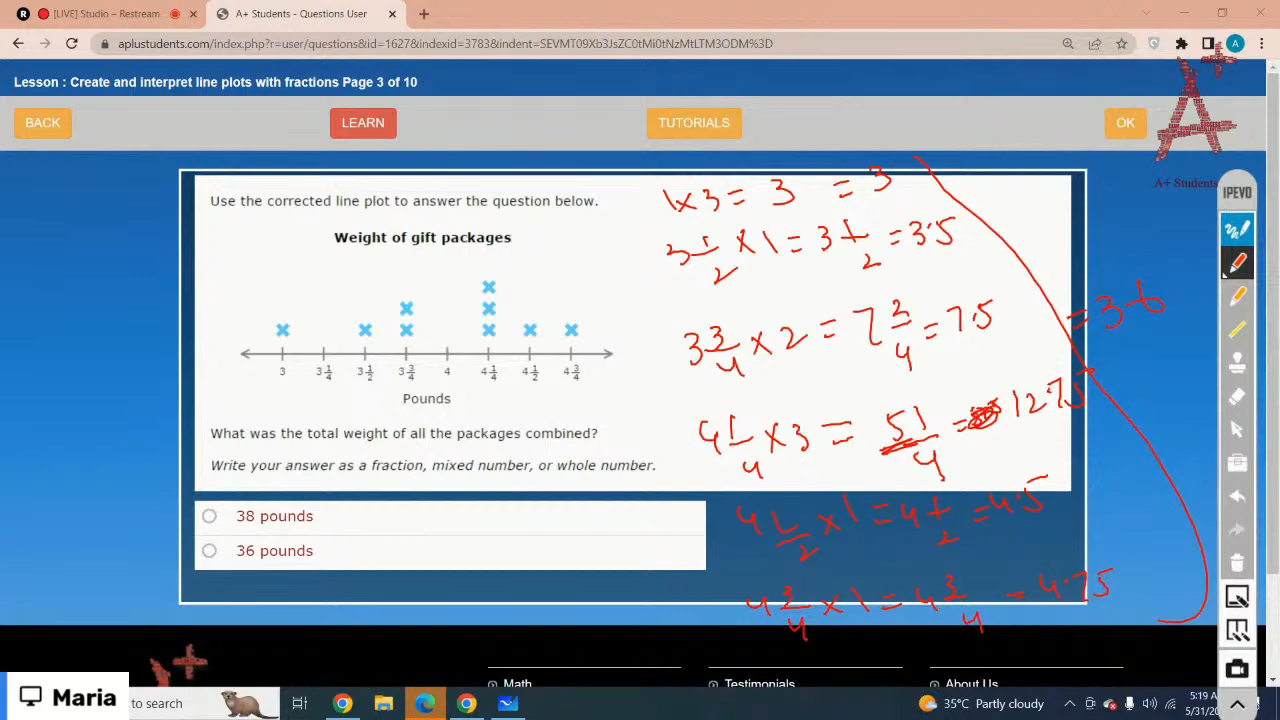 [LIVE] Studio – Restream
A+ Students - Questions User
aplustudents.com/index.php?r=user/questions&id=1627&indexid=3783&indent=SEVMT09Xb3JsZC0tMi0tNzMtLTM3ODM%3D
Lesson : Create and interpret line plots with fractions Page 3 of 10
BACK
LEARN
TUTORIALS
OK
A+ Students
IPEVO
Use the corrected line plot to answer the question below.
Weight of gift packages
3 3 1/4 3 1/2 3 3/4 4 4 1/4 4 1/2 4 3/4
Pounds
What was the total weight of all the packages combined?
Write your answer as a fraction, mixed number, or whole number.
38 pounds
36 pounds
1x3 = 3 = 3
3 1/2 x 1 = 3 1/2 = 3.5
3 3/4 x 2 = 7 3/4 = 7.5
= 36
4 1/4 x 3 = 51/4 = 12.75
4 1/2 x 1 = 4 1/2 = 4.5
4 3/4 x 1 = 4 3/4 = 4.75
Math
Testimonials
About Us
Maria
to search
35°C Partly cloudy
5:19 A
5/31/20